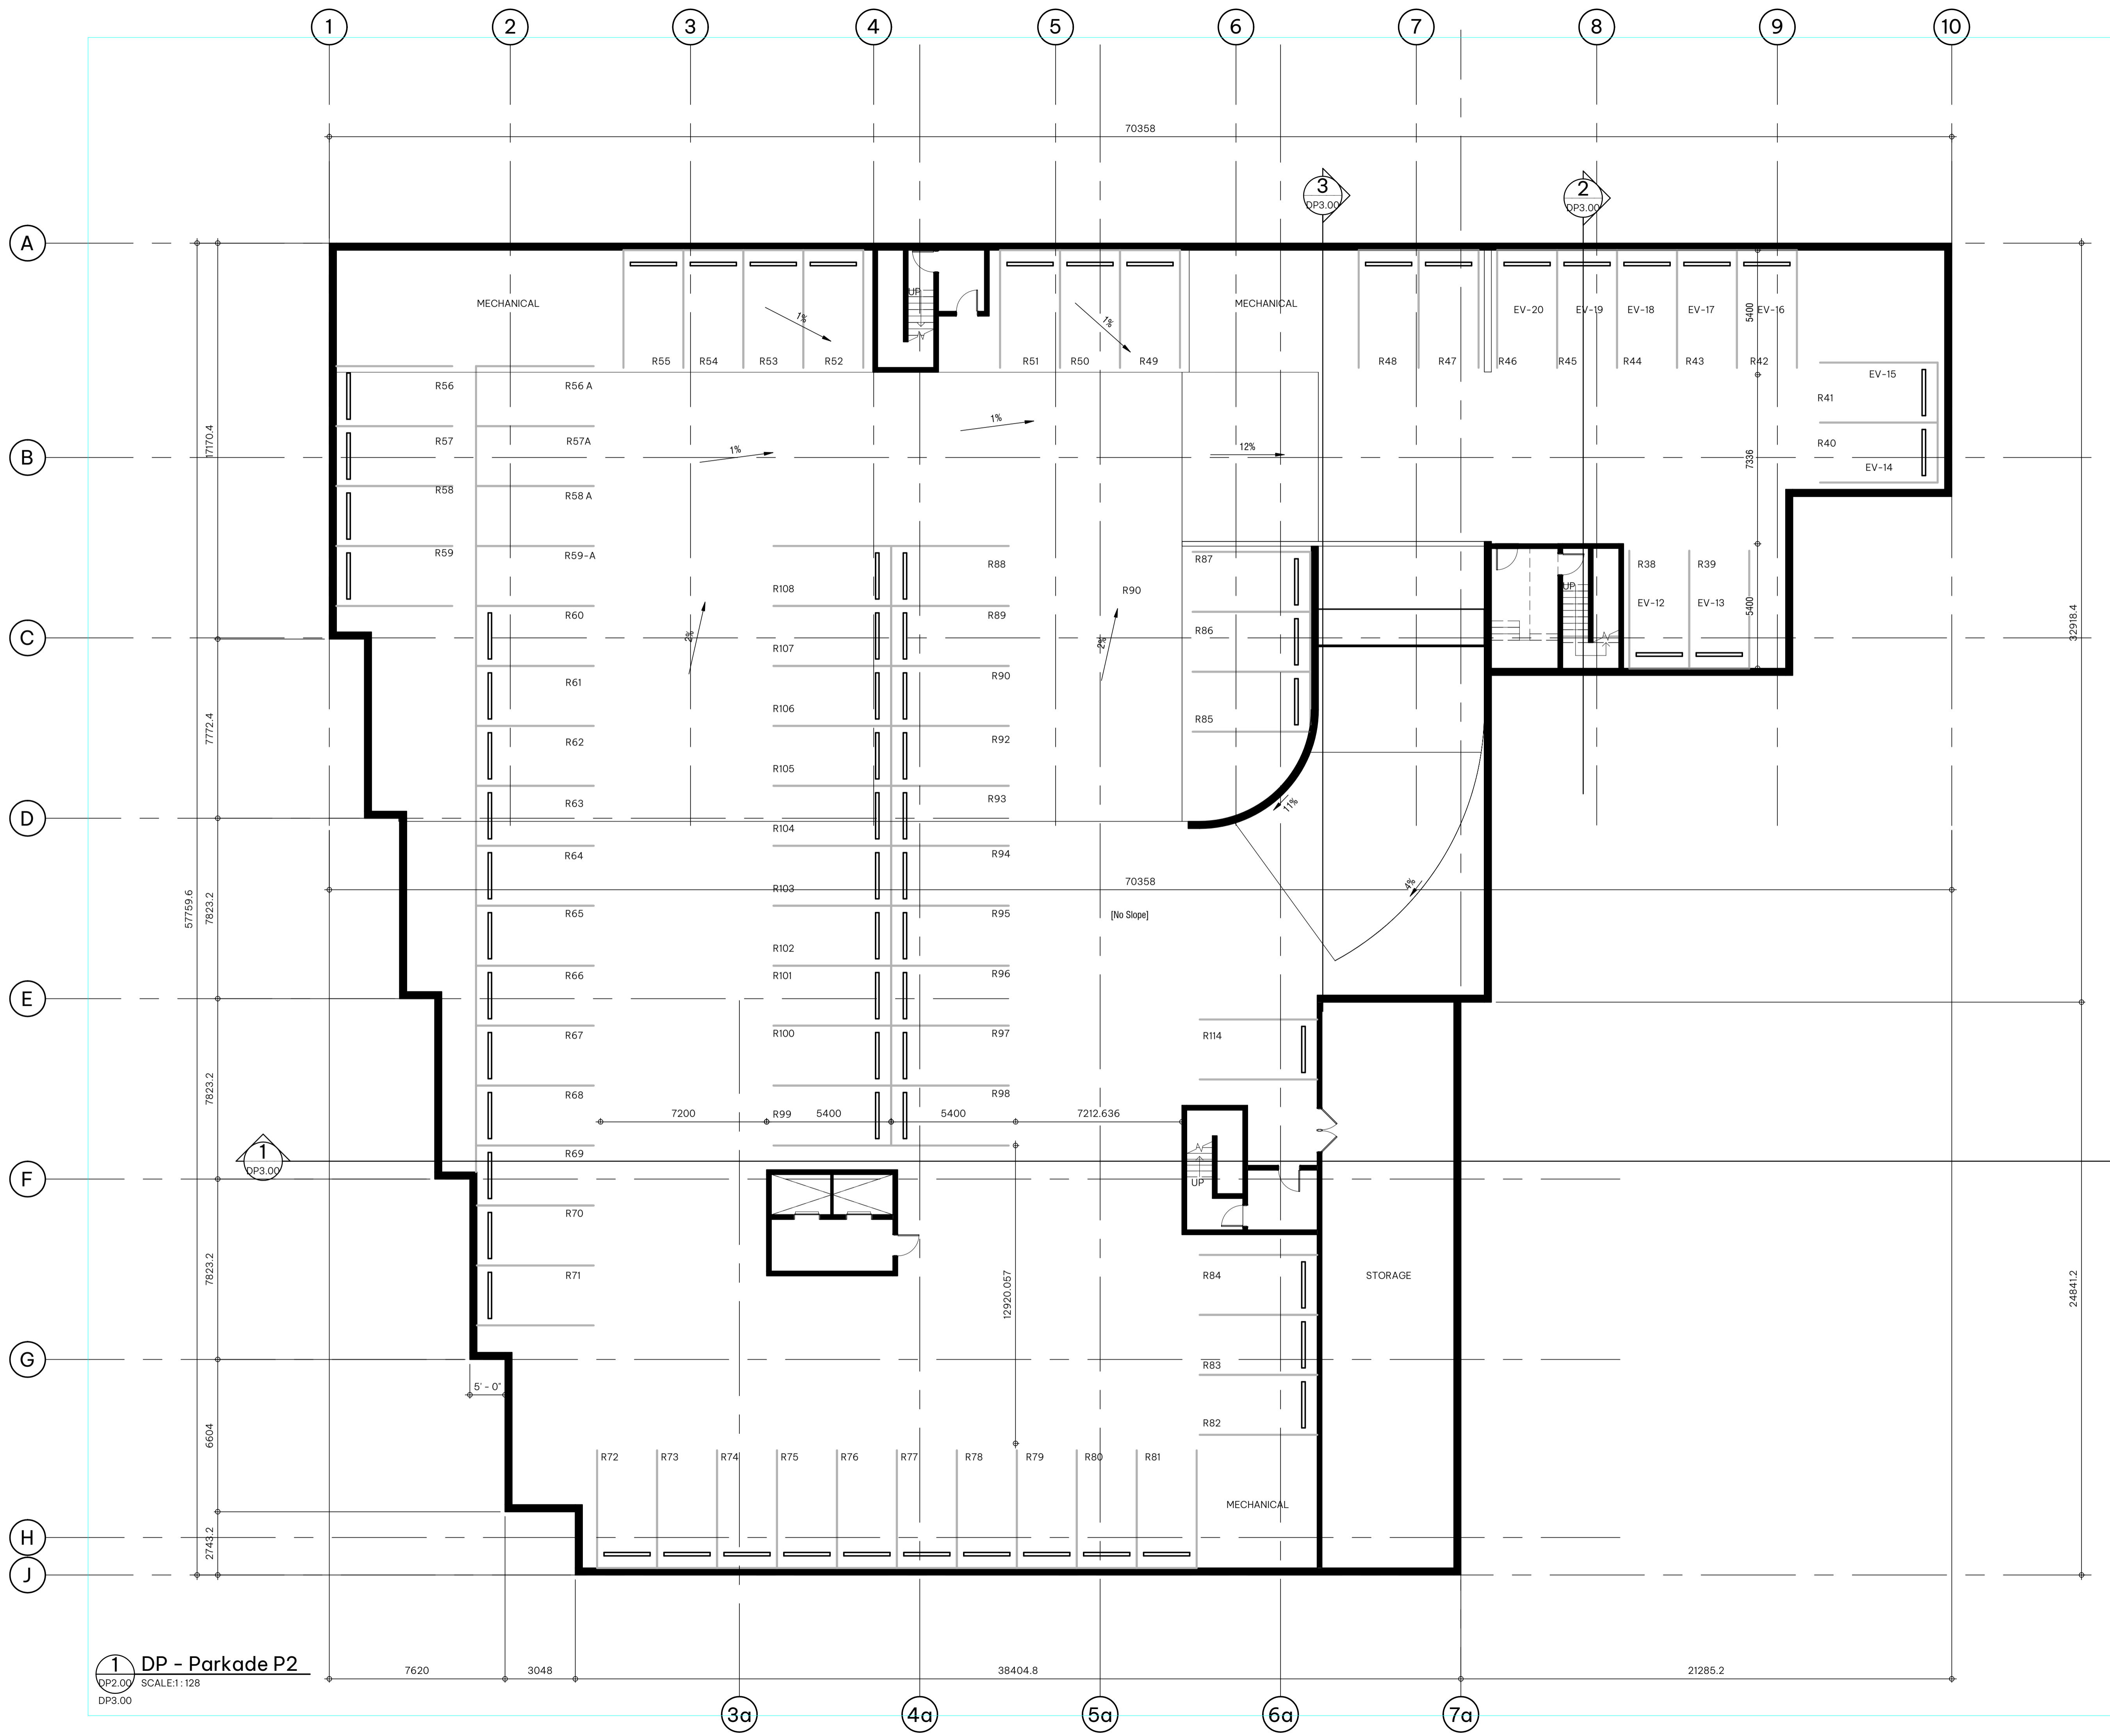 1
2
3
4
5
6
7
8
9
10
70358
3
DP3.00
2
DP3.00
A
MECHANICAL
UP
MECHANICAL
1%
1%
EV-20
EV-19
EV-18
EV-17
5400
EV-16
R55
R54
R53
R52
R51
R50
R49
R48
R47
R46
R45
R44
R43
R42
EV-15
R56
R56 A
R41
17170.4
R57
R57A
1%
1%
12%
R40
B
7336
EV-14
R58
R58 A
R59
R59-A
R108
R88
R90
R87
UP
R38
R39
EV-12
EV-13
5400
R60
R89
2%
2%
R86
32918.4
C
R107
R61
R90
R106
R85
7772.4
R62
R92
R105
R63
R93
11%
D
R104
R64
R94
70358
4%
R103
57759.6
7823.2
R65
R95
[No Slope]
R102
R66
R101
R96
E
R67
R100
R97
R114
7823.2
R68
R98
7200
R99
5400
5400
7212.636
1
DP3.00
R69
F
UP
R70
7823.2
R71
12920.057
R84
STORAGE
24841.2
G
R83
5' - 0"
6604
R82
R72
R73
R74
R75
R76
R77
R78
R79
R80
R81
MECHANICAL
H
2743.2
J
1
DP2.00
DP3.00
DP - Parkade P2
SCALE:1 : 128
7620
3048
38404.8
21285.2
3a
4a
5a
6a
7a